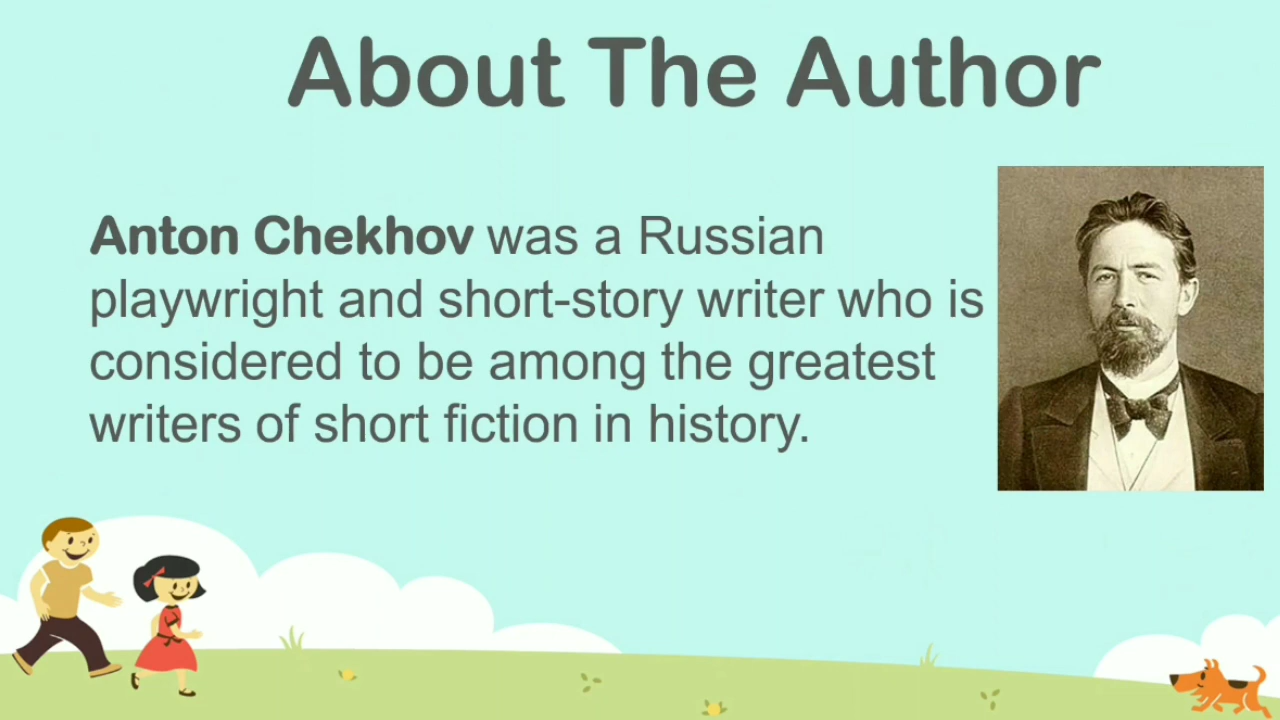 About The Author
Anton Chekhov was a Russian
playwright and short-story writer who is
considered to be among the greatest
writers of short fiction in history.